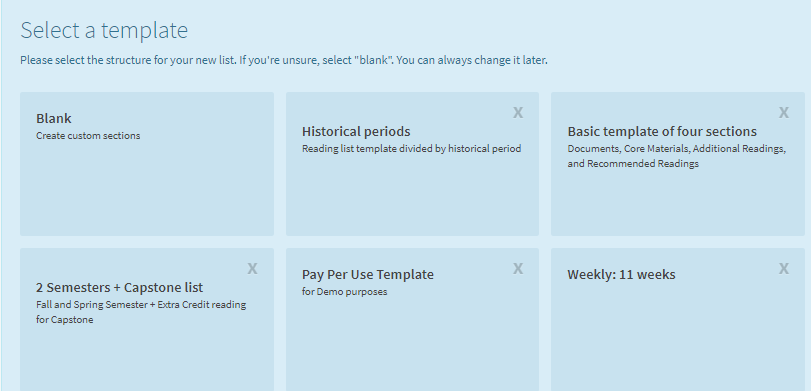 Select a template
Please select the structure for your new list. If you're unsure, select "blank". You can always change it later.
Blank
Create custom sections
X
Historical periods
Reading list template divided by historical period
X
Basic template of four sections
Documents, Core Materials, Additional Readings,
and Recommended Readings
X
2 Semesters + Capstone list
Fall and Spring Semester + Extra Credit reading
for Capstone
X
Pay Per Use Template
for Demo purposes
X
Weekly: 11 weeks